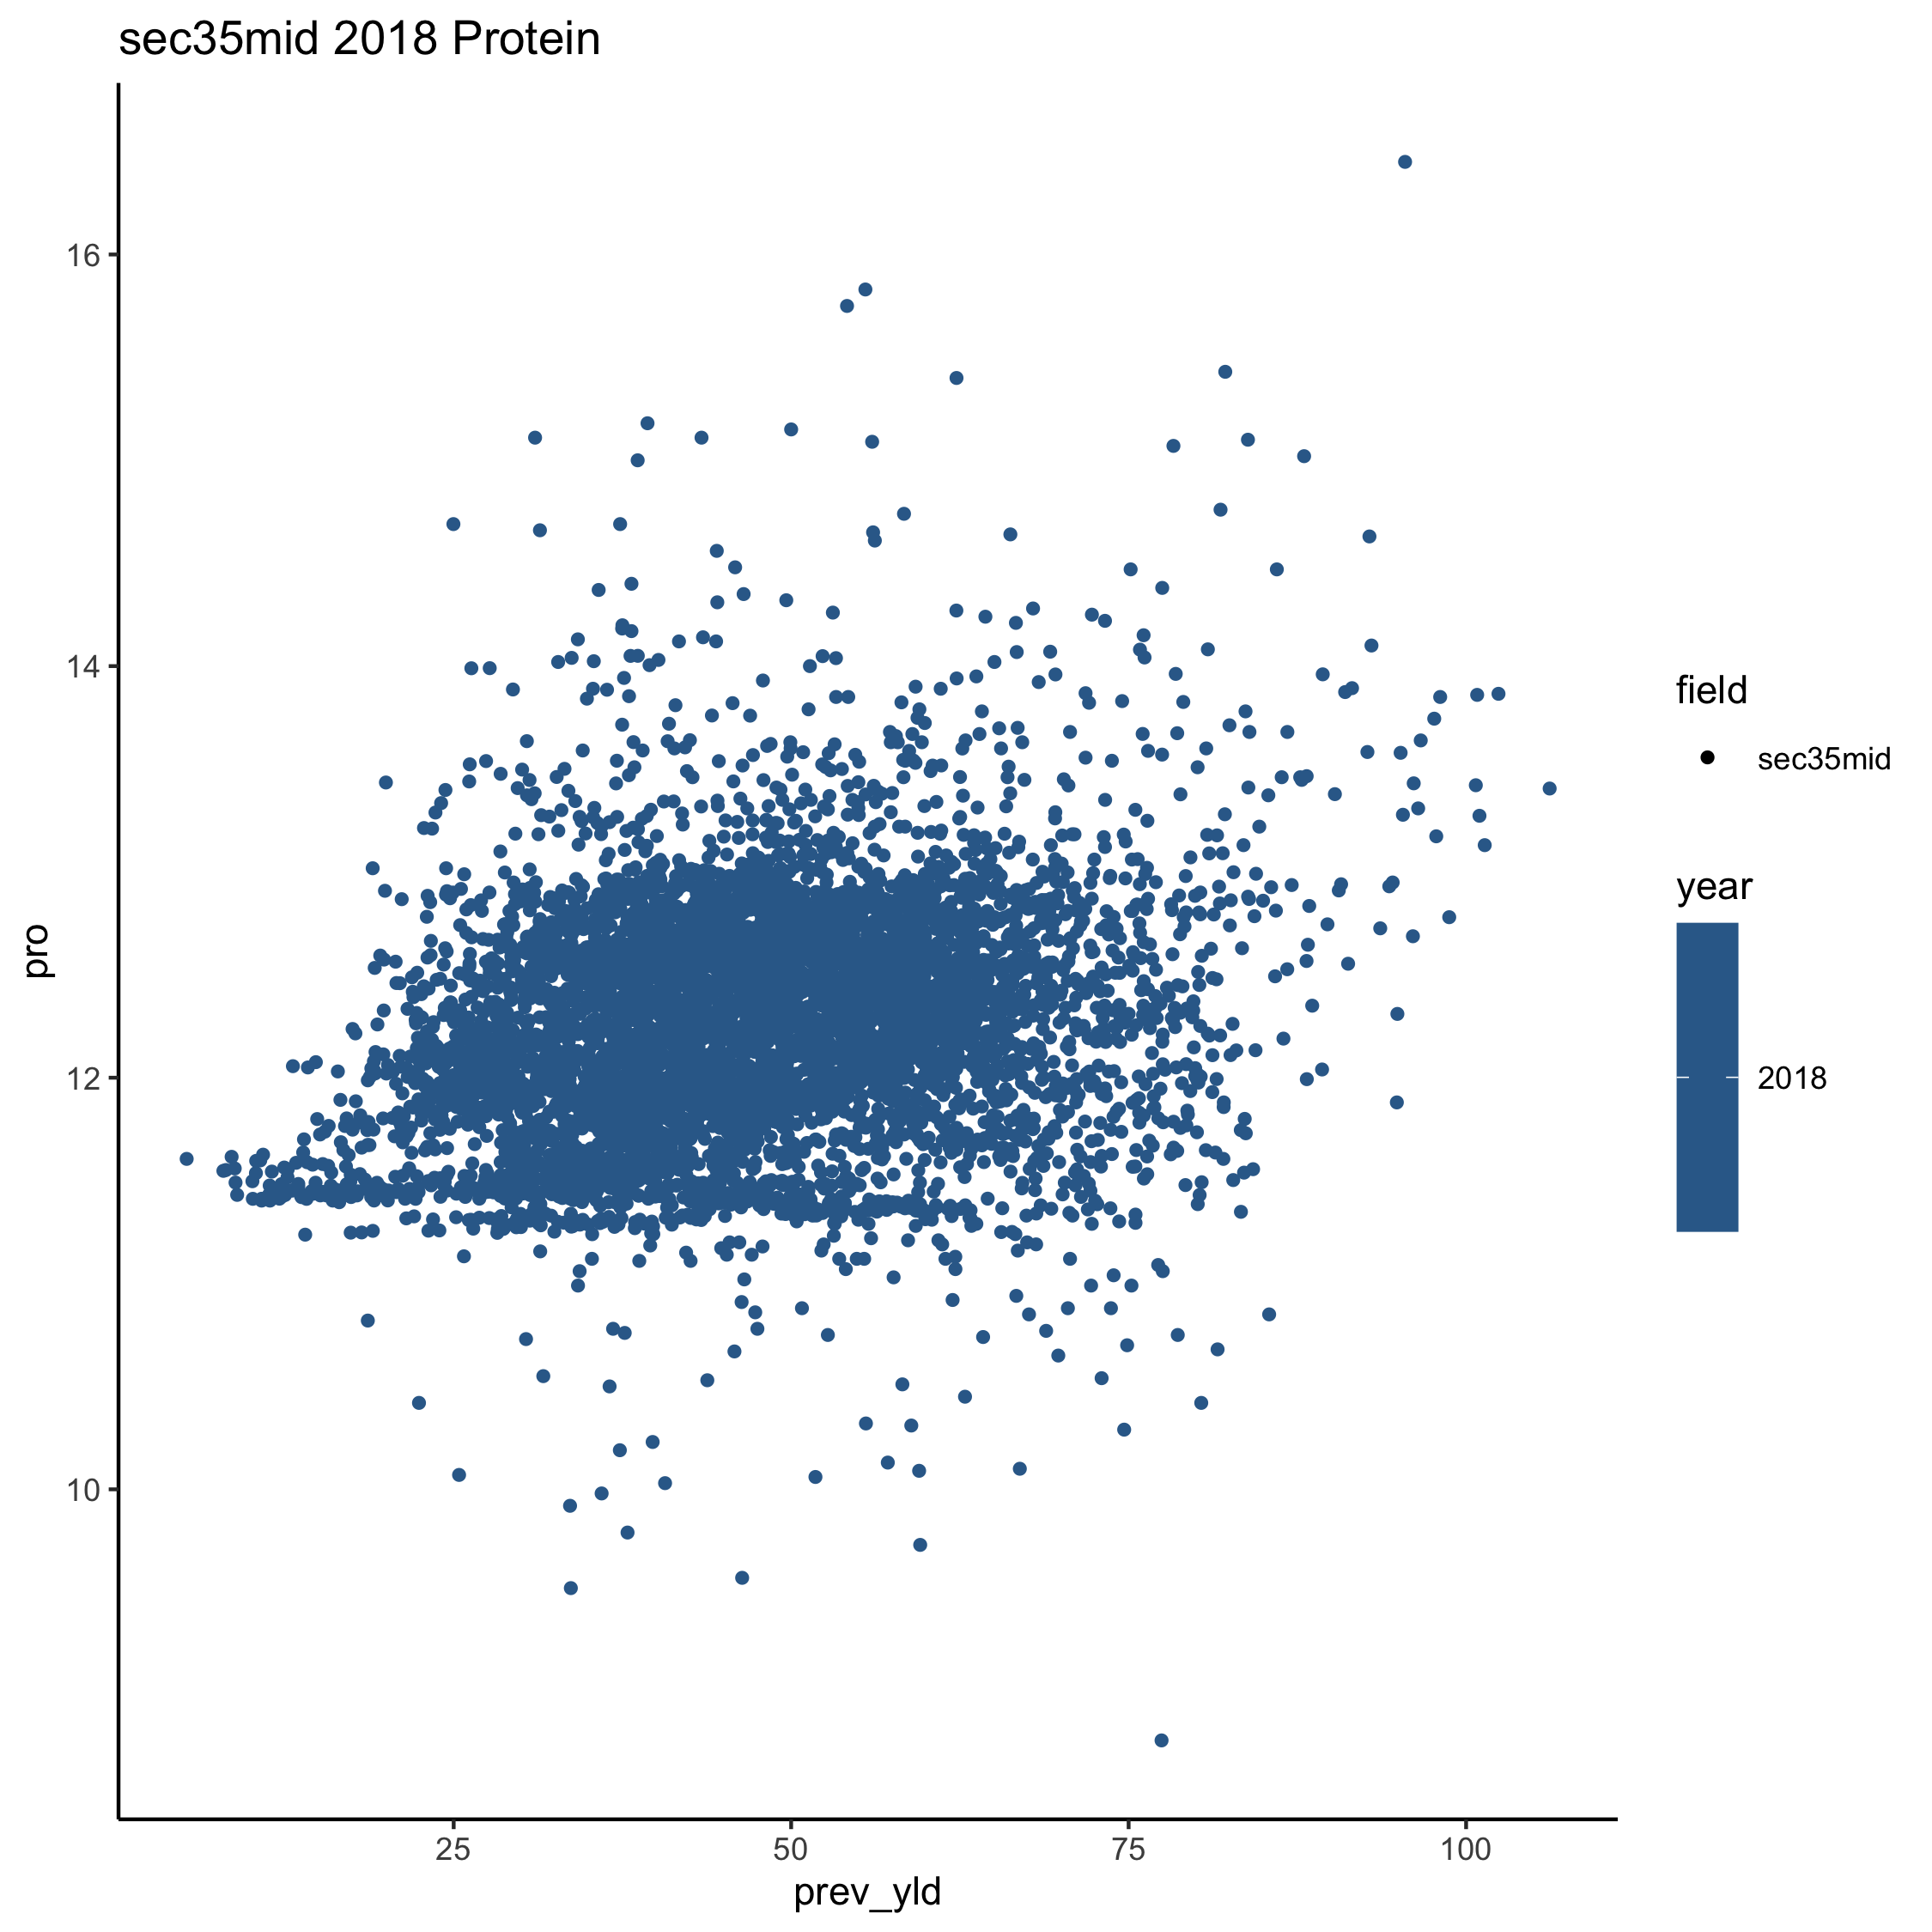 sec35mid 2018 Protein
16
14
12
10
pro
25 50 75 100
prev_yld
field
sec35mid
year
2018